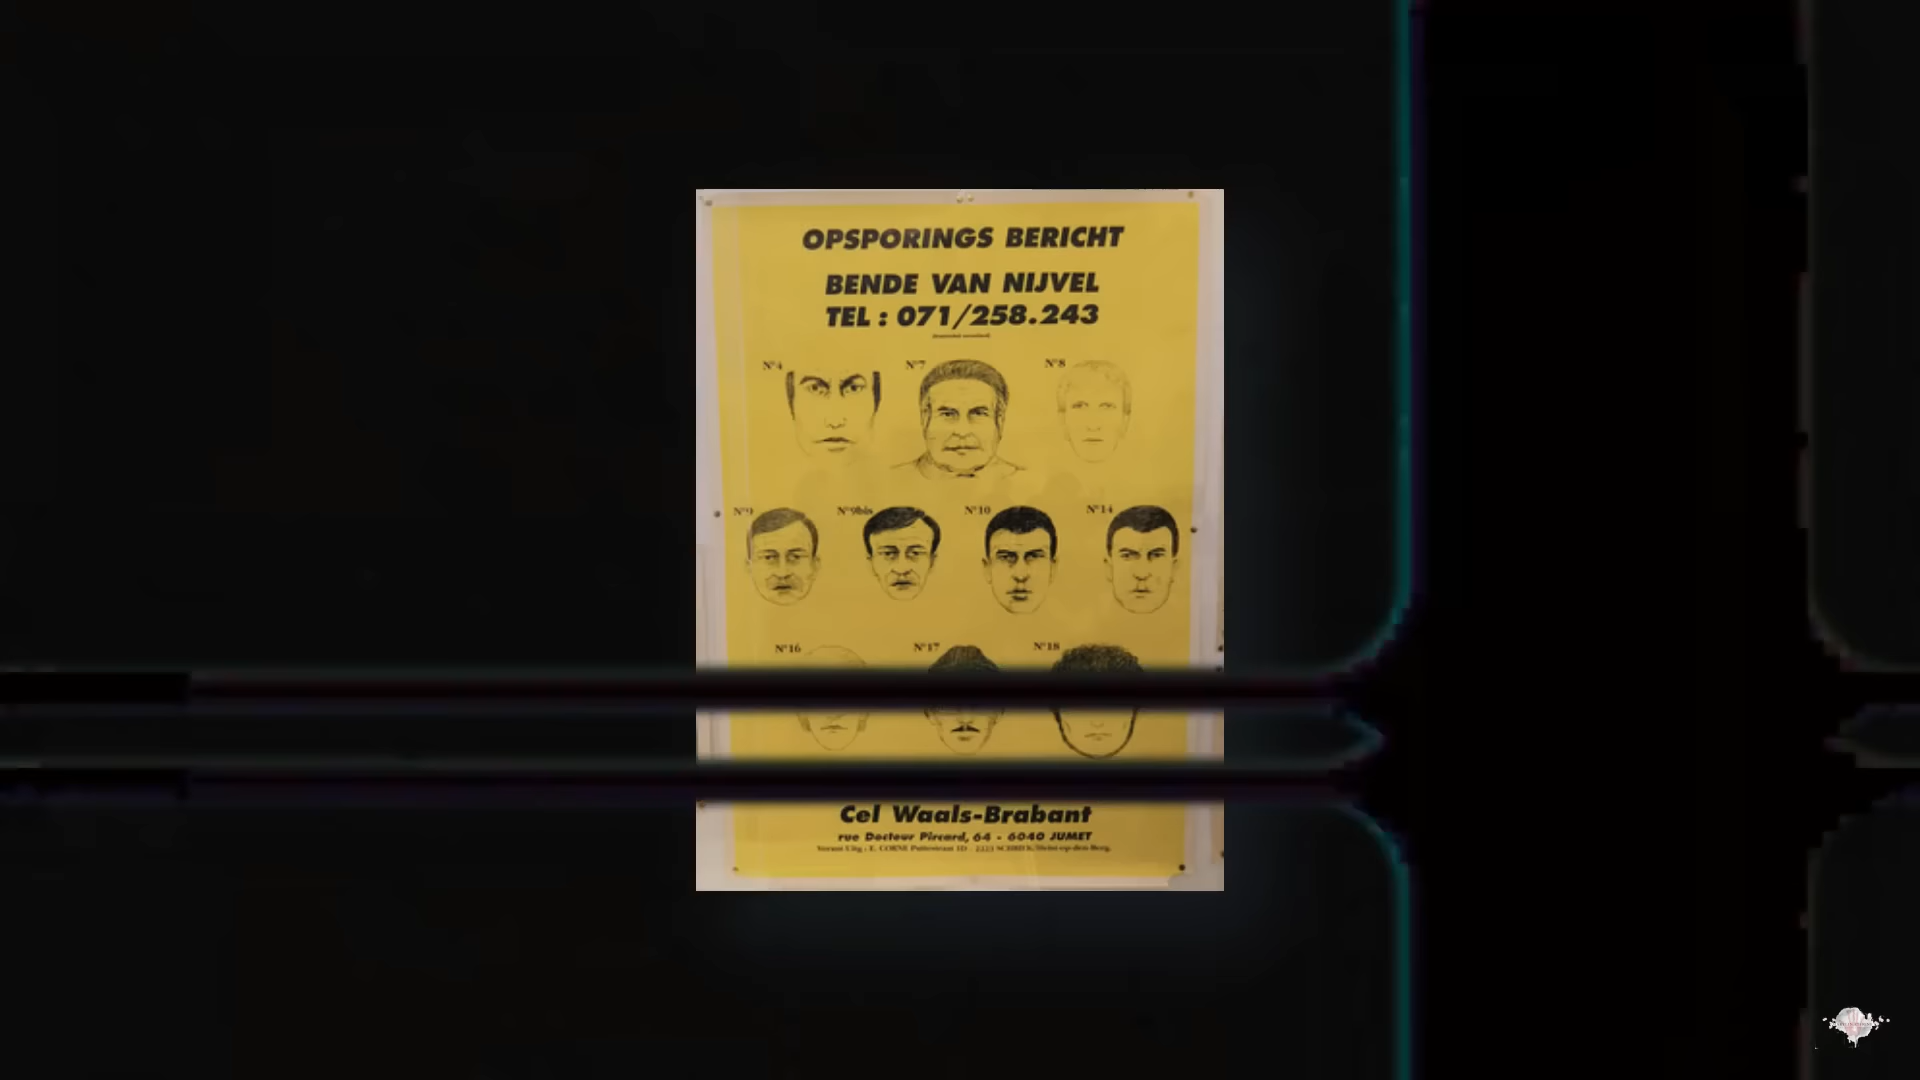 OPSPORINGS BERICHT
BENDE VAN NIJVEL
TEL : 071/258.243
N°4 N°7 N°8
N°9 N°9bis N°10 N°14
N°16 N°17 N°18
Cel Waals-Brabant
rue Docteur Pircard, 64 - 6040 JUMET